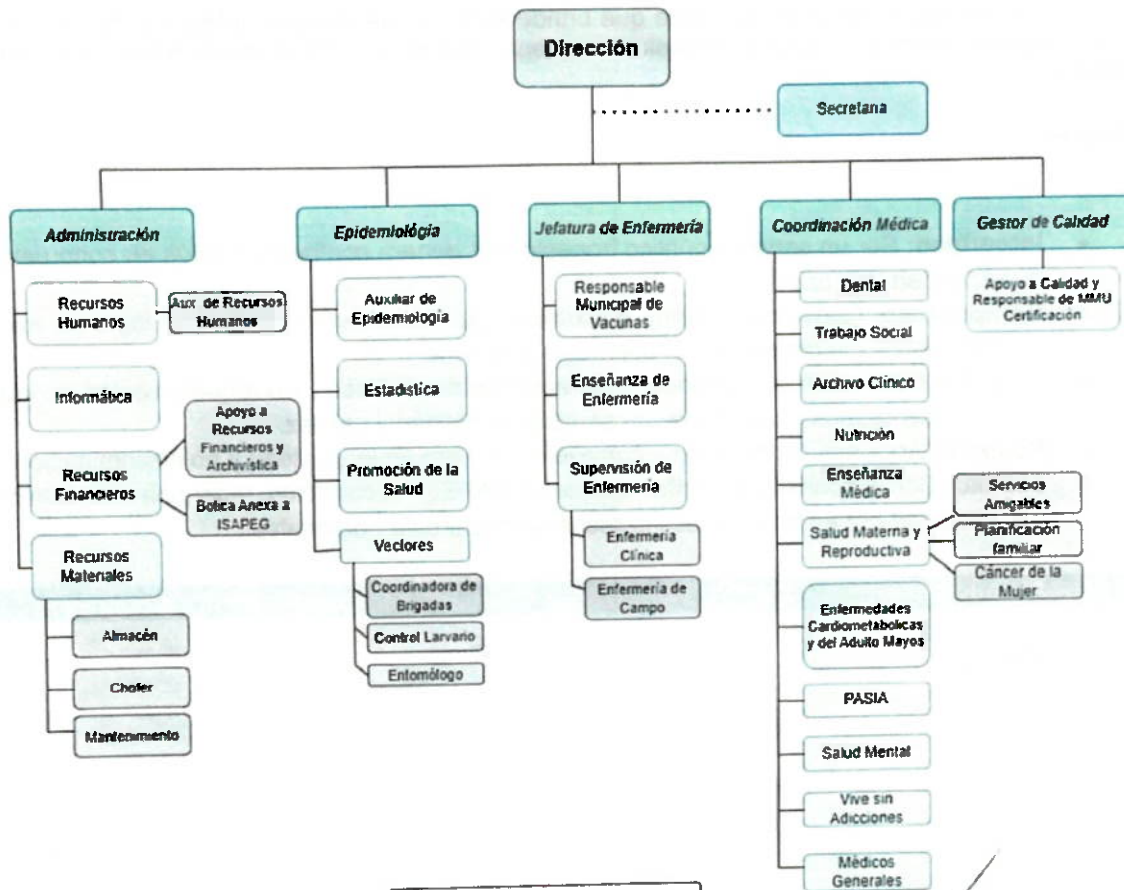 Dirección
Secretaria
Administración
Recursos
Humanos
Aux de Recursos
Humanos
Informática
Recursos
Financieros
Apoyo a
Recursos
Financieros y
Archivística
Botica Anexa a
ISAPEG
Recursos
Materiales
Almacén
Chofer
Mantenimiento
Epidemiológia
Auxiliar de
Epidemiología
Estadística
Promoción de la
Salud
Vectores
Coordinadora de
Brigadas
Control Larvario
Entomólogo
Jefatura de Enfermería
Responsable
Municipal de
Vacunas
Enseñanza de
Enfermería
Supervisión de
Enfermería
Enfermería
Clínica
Enfermería de
Campo
Coordinación Médica
Dental
Trabajo Social
Archivo Clínico
Nutrición
Enseñanza
Médica
Salud Materna y
Reproductiva
Servicios
Amigables
Planificación
familiar
Cáncer de la
Mujer
Enfermedades
Cardiometabólicas
y del Adulto Mayos
PASIA
Salud Mental
Vive sin
Adicciones
Médicos
Generales
Gestor de Calidad
Apoyo a Calidad y
Responsable de MMU
Certificación